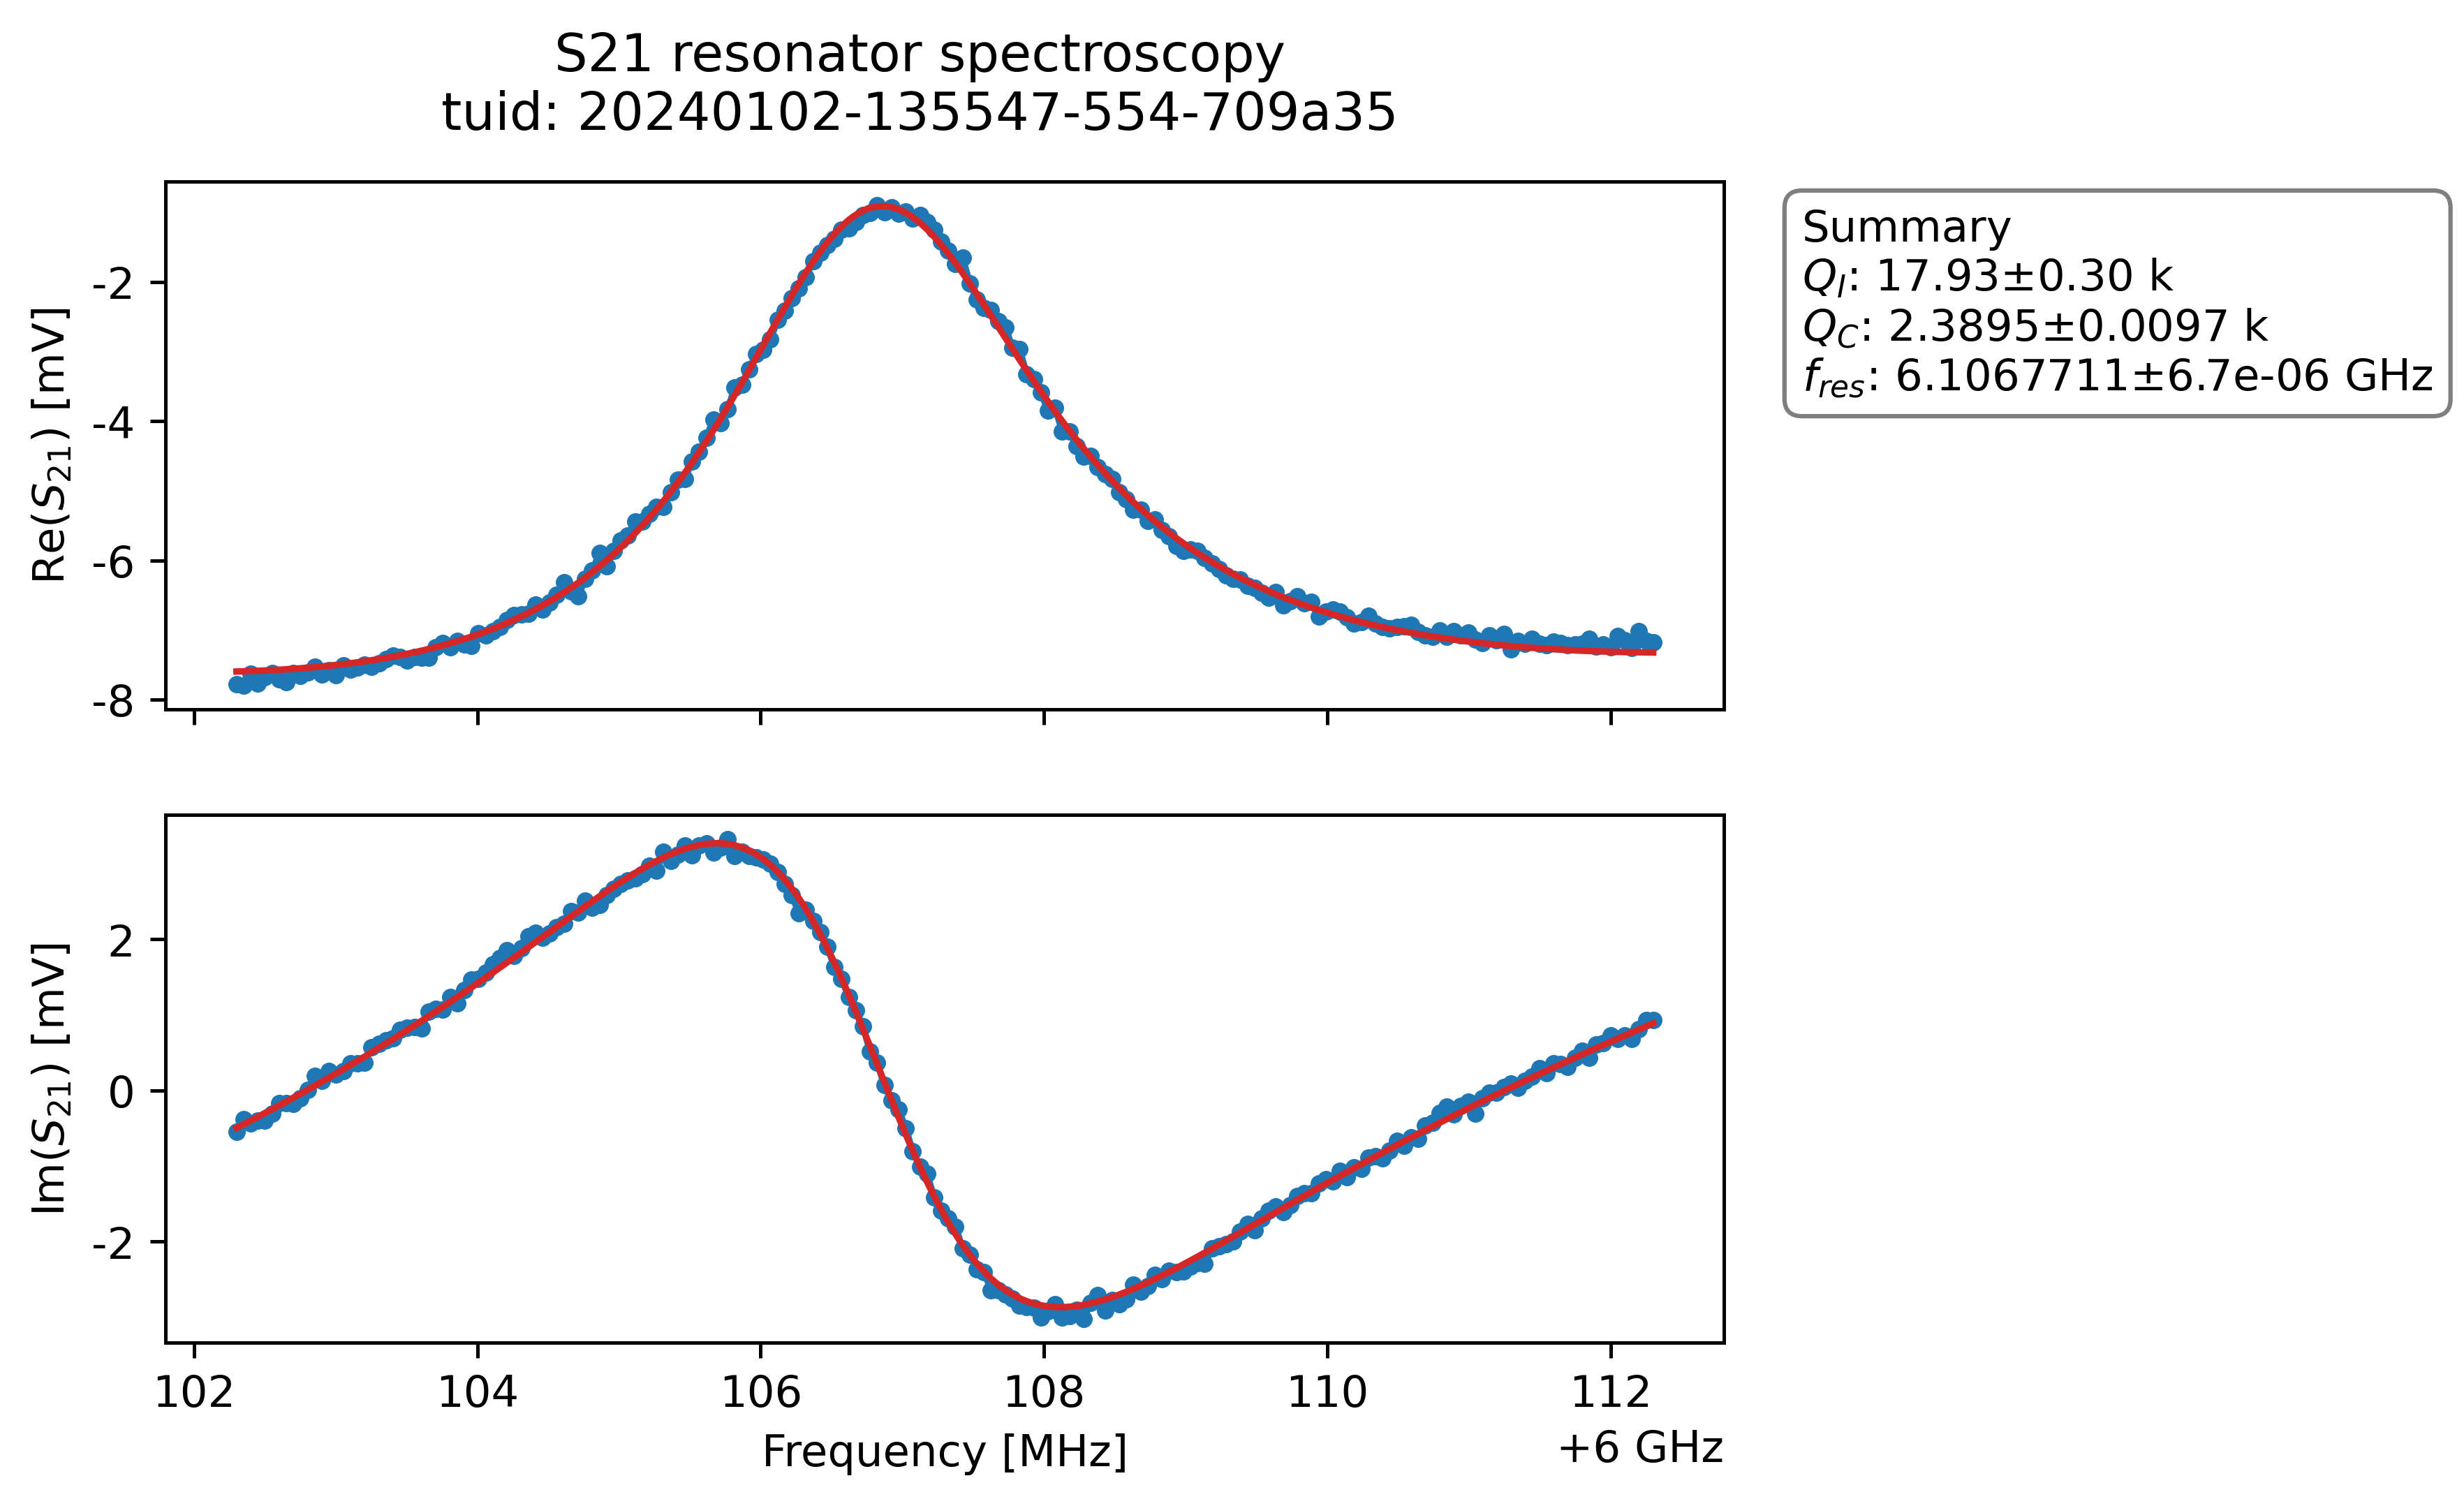 S21 resonator spectroscopy
tuid: 20240102-135547-554-709a35
Re(S₂₁) [mV]
-2
-4
-6
-8
Summary
Q_I: 17.93±0.30 k
Q_C: 2.3895±0.0097 k
f_res: 6.1067711±6.7e-06 GHz
Im(S₂₁) [mV]
2
0
-2
102 104 106 108 110 112
Frequency [MHz]
+6 GHz